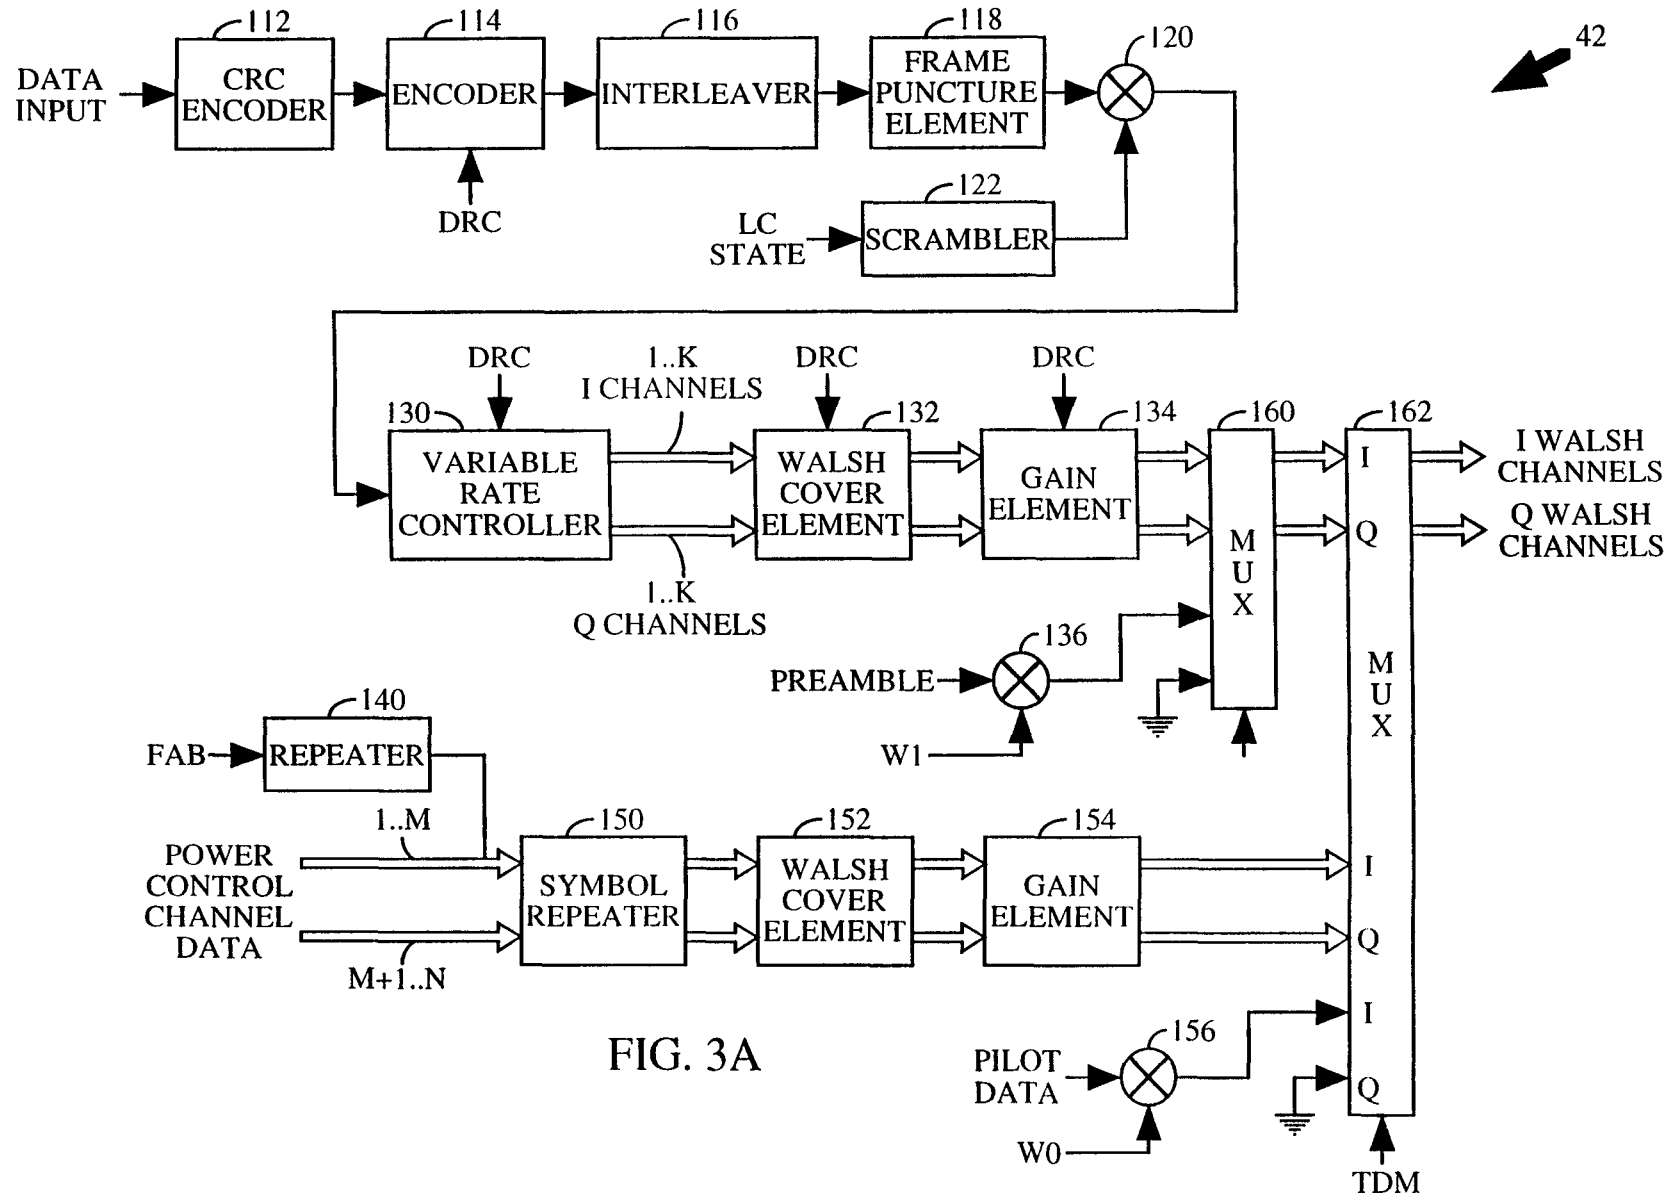 112
114
116
118
120
42
DATA
INPUT
CRC
ENCODER
ENCODER
INTERLEAVER
FRAME
PUNCTURE
ELEMENT
DRC
LC
STATE
122
SCRAMBLER
DRC
1..K
I CHANNELS
DRC
DRC
130
132
134
160
162
VARIABLE
RATE
CONTROLLER
WALSH
COVER
ELEMENT
GAIN
ELEMENT
MUX
I
Q
I WALSH
CHANNELS
Q WALSH
CHANNELS
1..K
Q CHANNELS
136
PREAMBLE
W1
MUX
140
FAB
REPEATER
1..M
150
152
154
POWER
CONTROL
CHANNEL
DATA
SYMBOL
REPEATER
WALSH
COVER
ELEMENT
GAIN
ELEMENT
I
Q
M+1..N
FIG. 3A
156
PILOT
DATA
I
Q
W0
TDM